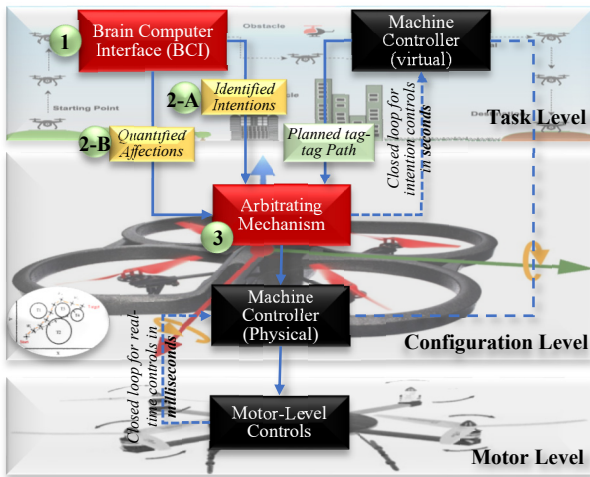 1
Brain Computer
Interface (BCI)
Machine
Controller
(virtual)
Obstacle
2-A
Identified
Intentions
Starting Point
2-B
Quantified
Affections
Planned tag-
tag Path
Closed loop for
intention controls
in seconds
Task Level
Arbitrating
Mechanism
3
Machine
Controller
(Physical)
Configuration Level
Closed loop for real-
time controls in
milliseconds
Motor-Level
Controls
Motor Level